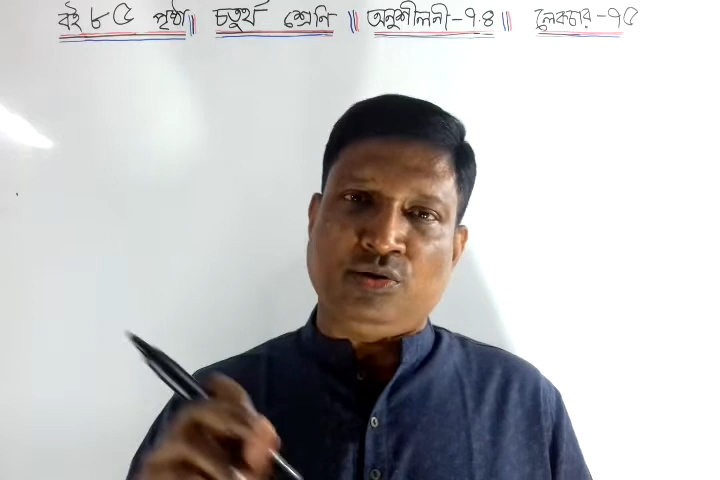 বই ৮৫ পৃষ্ঠা || চতুর্থ শ্রেনি || অনুশীলনী-৭.৪ || লেকচার-৭৫